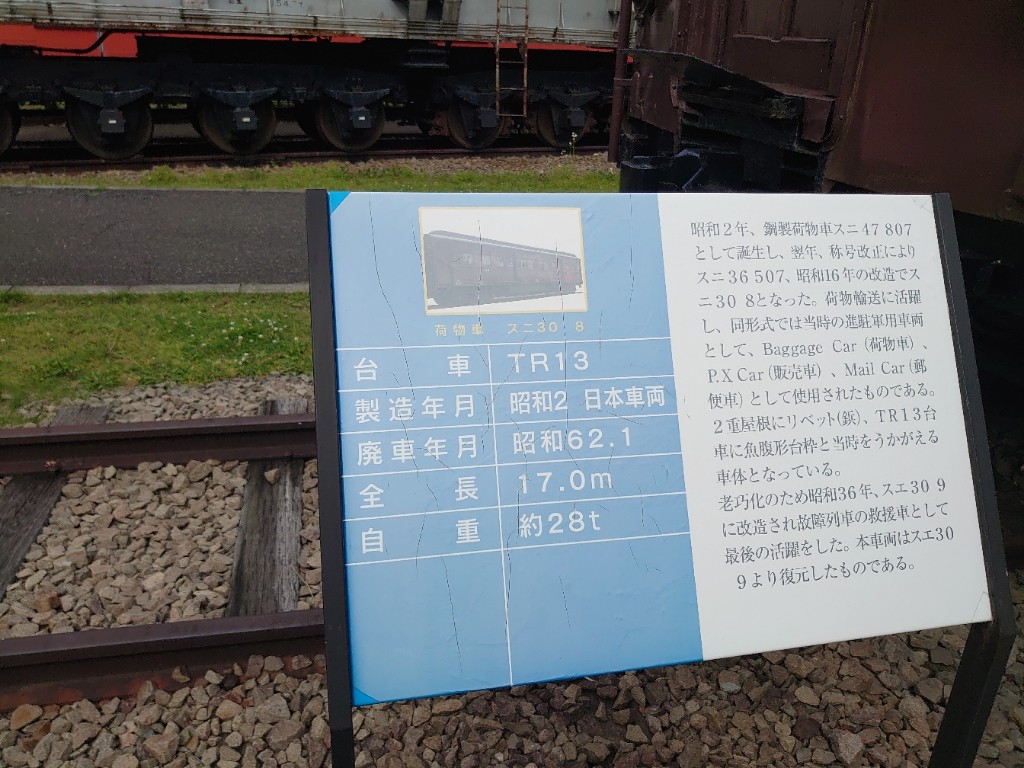 荷物車 スニ30 8
台車 TR13
製造年月 昭和2 日本車両
廃車年月 昭和62.1
全長 17.0m
自重 約28t
昭和2年、鋼製荷物車スニ47 807
として誕生し、翌年、称号改正により
スニ36 507、昭和16年の改造でス
ニ30 8となった。荷物輸送に活躍
し、同形式では当時の進駐軍用車両
として、Baggage Car(荷物車)、
P.X Car(販売車)、Mail Car(郵
便車)として使用されたものである。
2重屋根にリベット(鋲)、TR13台
車に魚腹形台枠と当時をうかがえる
車体となっている。
老巧化のため昭和36年、スエ30 9
に改造され故障列車の救援車として
最後の活躍をした。本車両はスエ30
9より復元したものである。